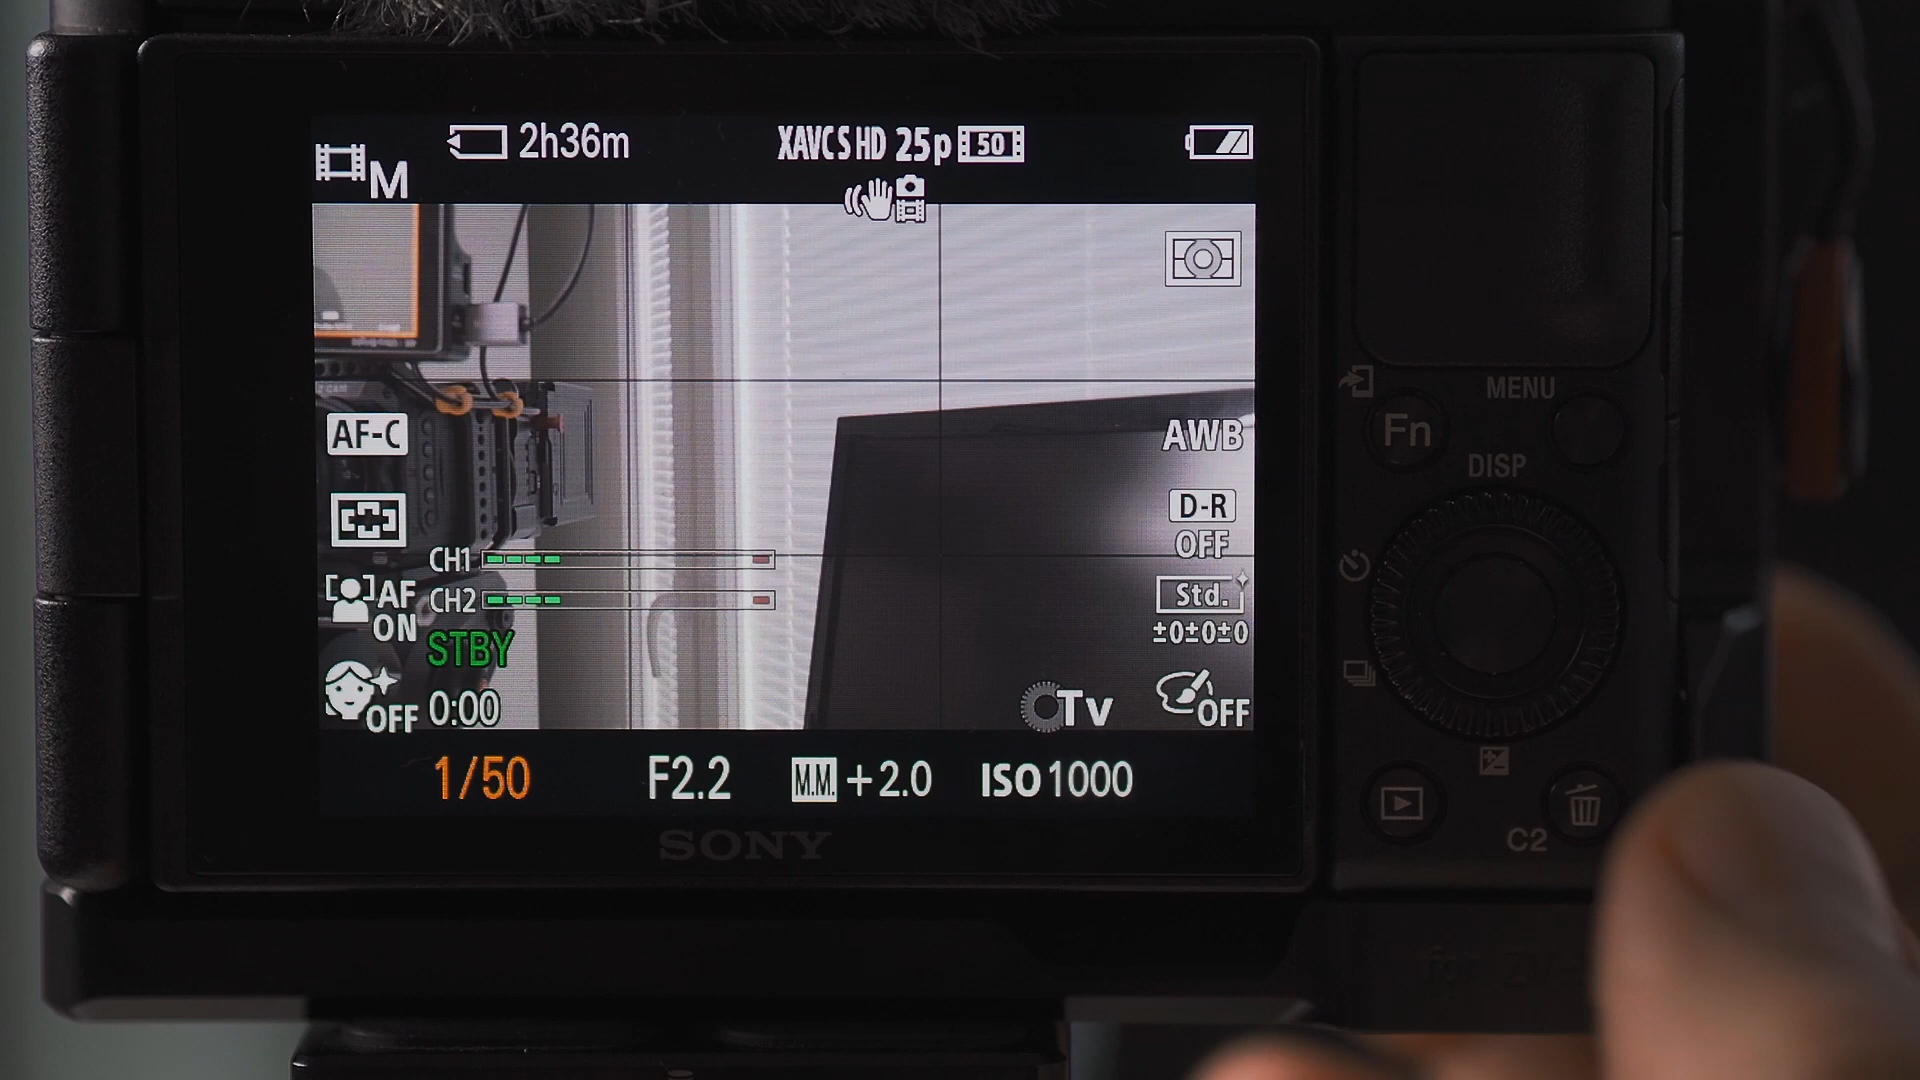 2h36m
XAVC S HD 25p 50
M
MENU
Fn
DISP
AF-C
AWB
D-R
OFF
CH1
CH2
AF
ON
Std.
±0±0±0
STBY
0:00
OFF
Tv
OFF
1/50
F2.2
M.M. +2.0
ISO 1000
SONY
C2